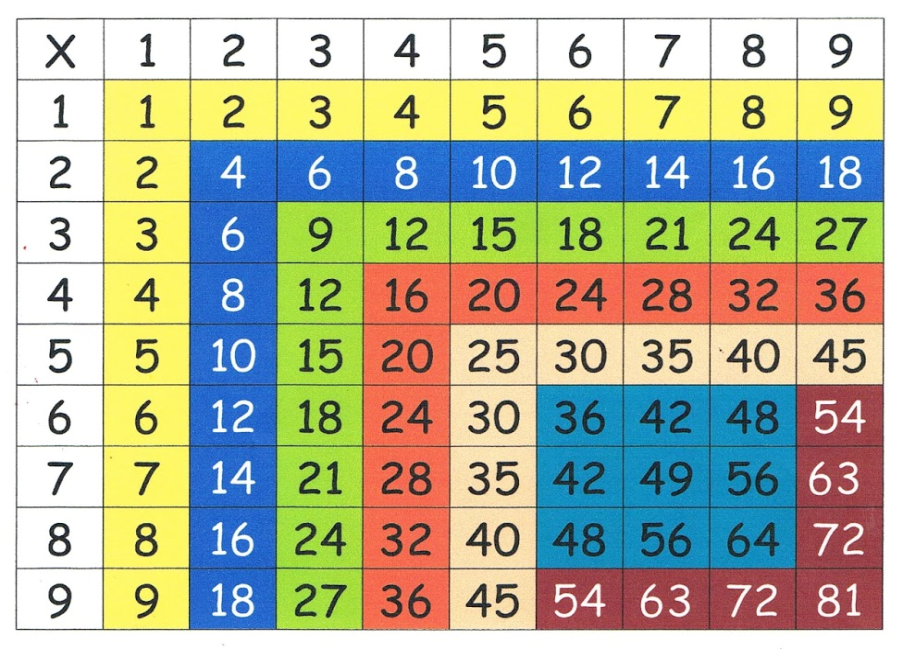 X 1 2 3 4 5 6 7 8 9
1 1 2 3 4 5 6 7 8 9
2 2 4 6 8 10 12 14 16 18
3 3 6 9 12 15 18 21 24 27
4 4 8 12 16 20 24 28 32 36
5 5 10 15 20 25 30 35 40 45
6 6 12 18 24 30 36 42 48 54
7 7 14 21 28 35 42 49 56 63
8 8 16 24 32 40 48 56 64 72
9 9 18 27 36 45 54 63 72 81